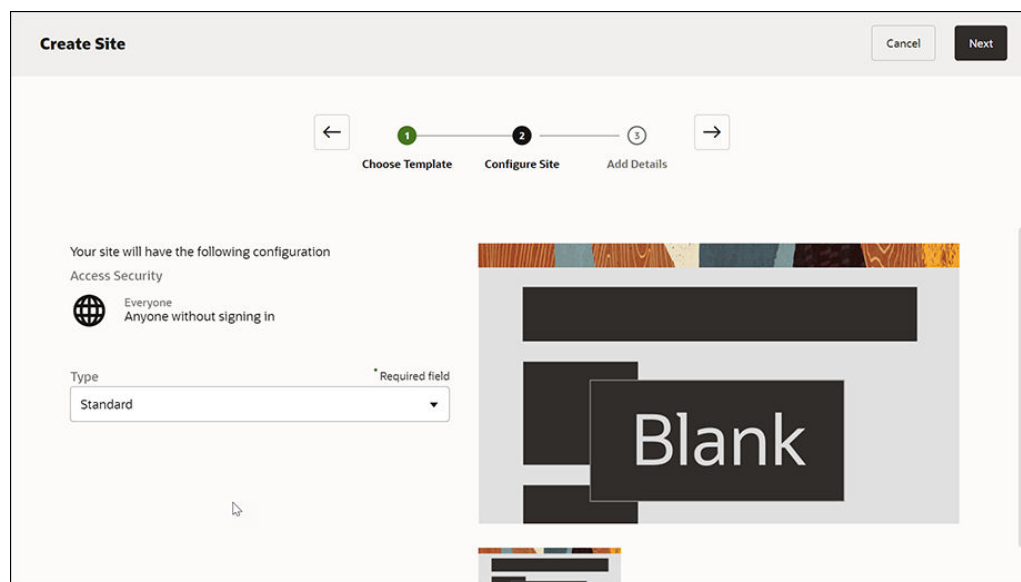 Create Site
Cancel
Next
1
2
3
Choose Template
Configure Site
Add Details
Your site will have the following configuration
Access Security
Everyone
Anyone without signing in
Type
* Required field
Standard
Blank